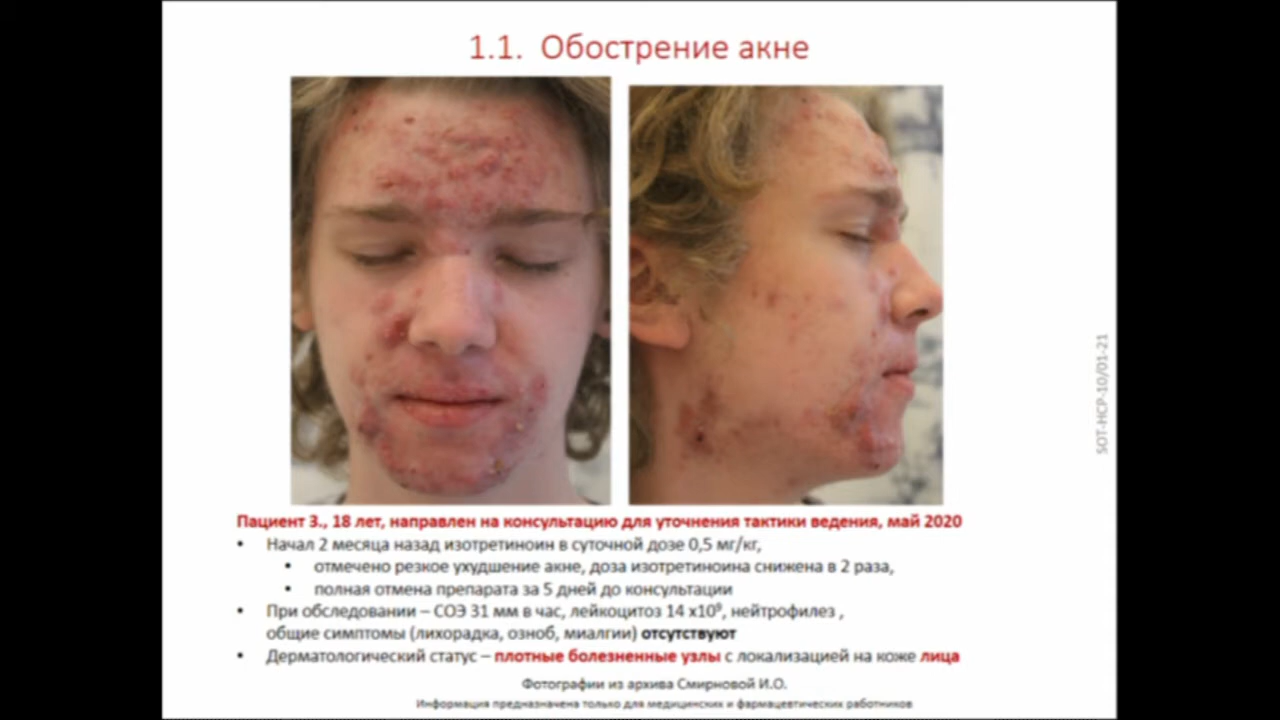 1.1. Обострение акне
SOT-HCP-10/01-21
Пациент З., 18 лет, направлен на консультацию для уточнения тактики ведения, май 2020
• Начал 2 месяца назад изотретиноин в суточной дозе 0,5 мг/кг,
• отмечено резкое ухудшение акне, доза изотретиноина снижена в 2 раза,
• полная отмена препарата за 5 дней до консультации
• При обследовании – СОЭ 31 мм в час, лейкоцитоз 14 х10⁹, нейтрофилез ,
общие симптомы (лихорадка, озноб, миалгии) отсутствуют
• Дерматологический статус – плотные болезненные узлы с локализацией на коже лица
Фотографии из архива Смирновой И.О.
Информация предназначена только для медицинских и фармацевтических работников